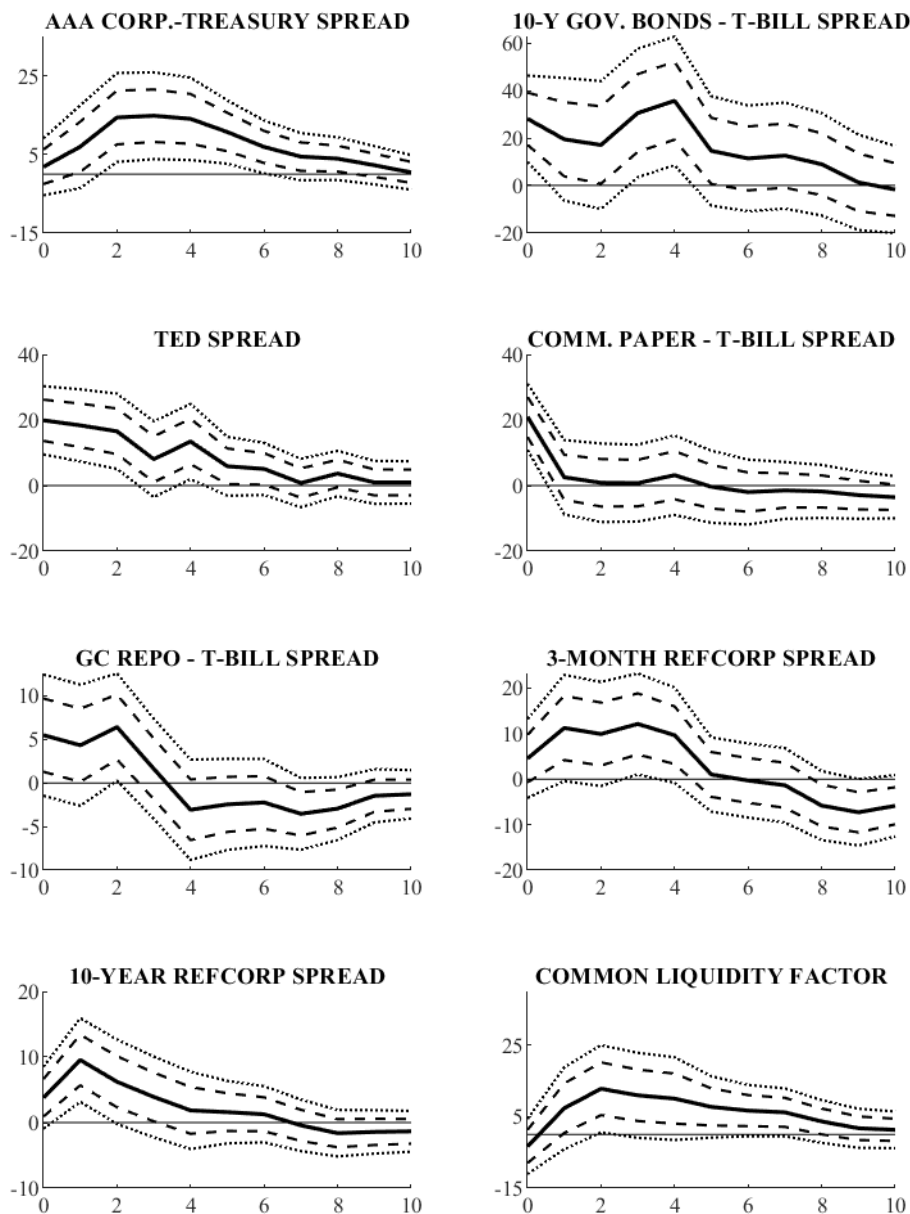 AAA CORP.-TREASURY SPREAD
25
5
-15
0 2 4 6 8 10
10-Y GOV. BONDS - T-BILL SPREAD
60
40
20
0
-20
0 2 4 6 8 10
TED SPREAD
40
20
0
-20
0 2 4 6 8 10
COMM. PAPER - T-BILL SPREAD
40
20
0
-20
0 2 4 6 8 10
GC REPO - T-BILL SPREAD
10
5
0
-5
-10
0 2 4 6 8 10
3-MONTH REFCORP SPREAD
20
10
0
-10
-20
0 2 4 6 8 10
10-YEAR REFCORP SPREAD
20
10
0
-10
0 2 4 6 8 10
COMMON LIQUIDITY FACTOR
25
5
-15
0 2 4 6 8 10